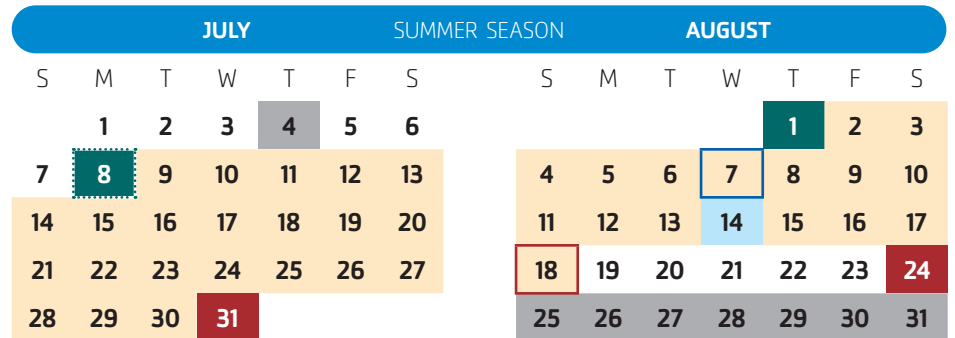 JULY SUMMER SEASON AUGUST
S M T W T F S S M T W T F S
1 2 3 4 5 6 1 2 3
7 8 9 10 11 12 13 4 5 6 7 8 9 10
14 15 16 17 18 19 20 11 12 13 14 15 16 17
21 22 23 24 25 26 27 18 19 20 21 22 23 24
28 29 30 31 25 26 27 28 29 30 31